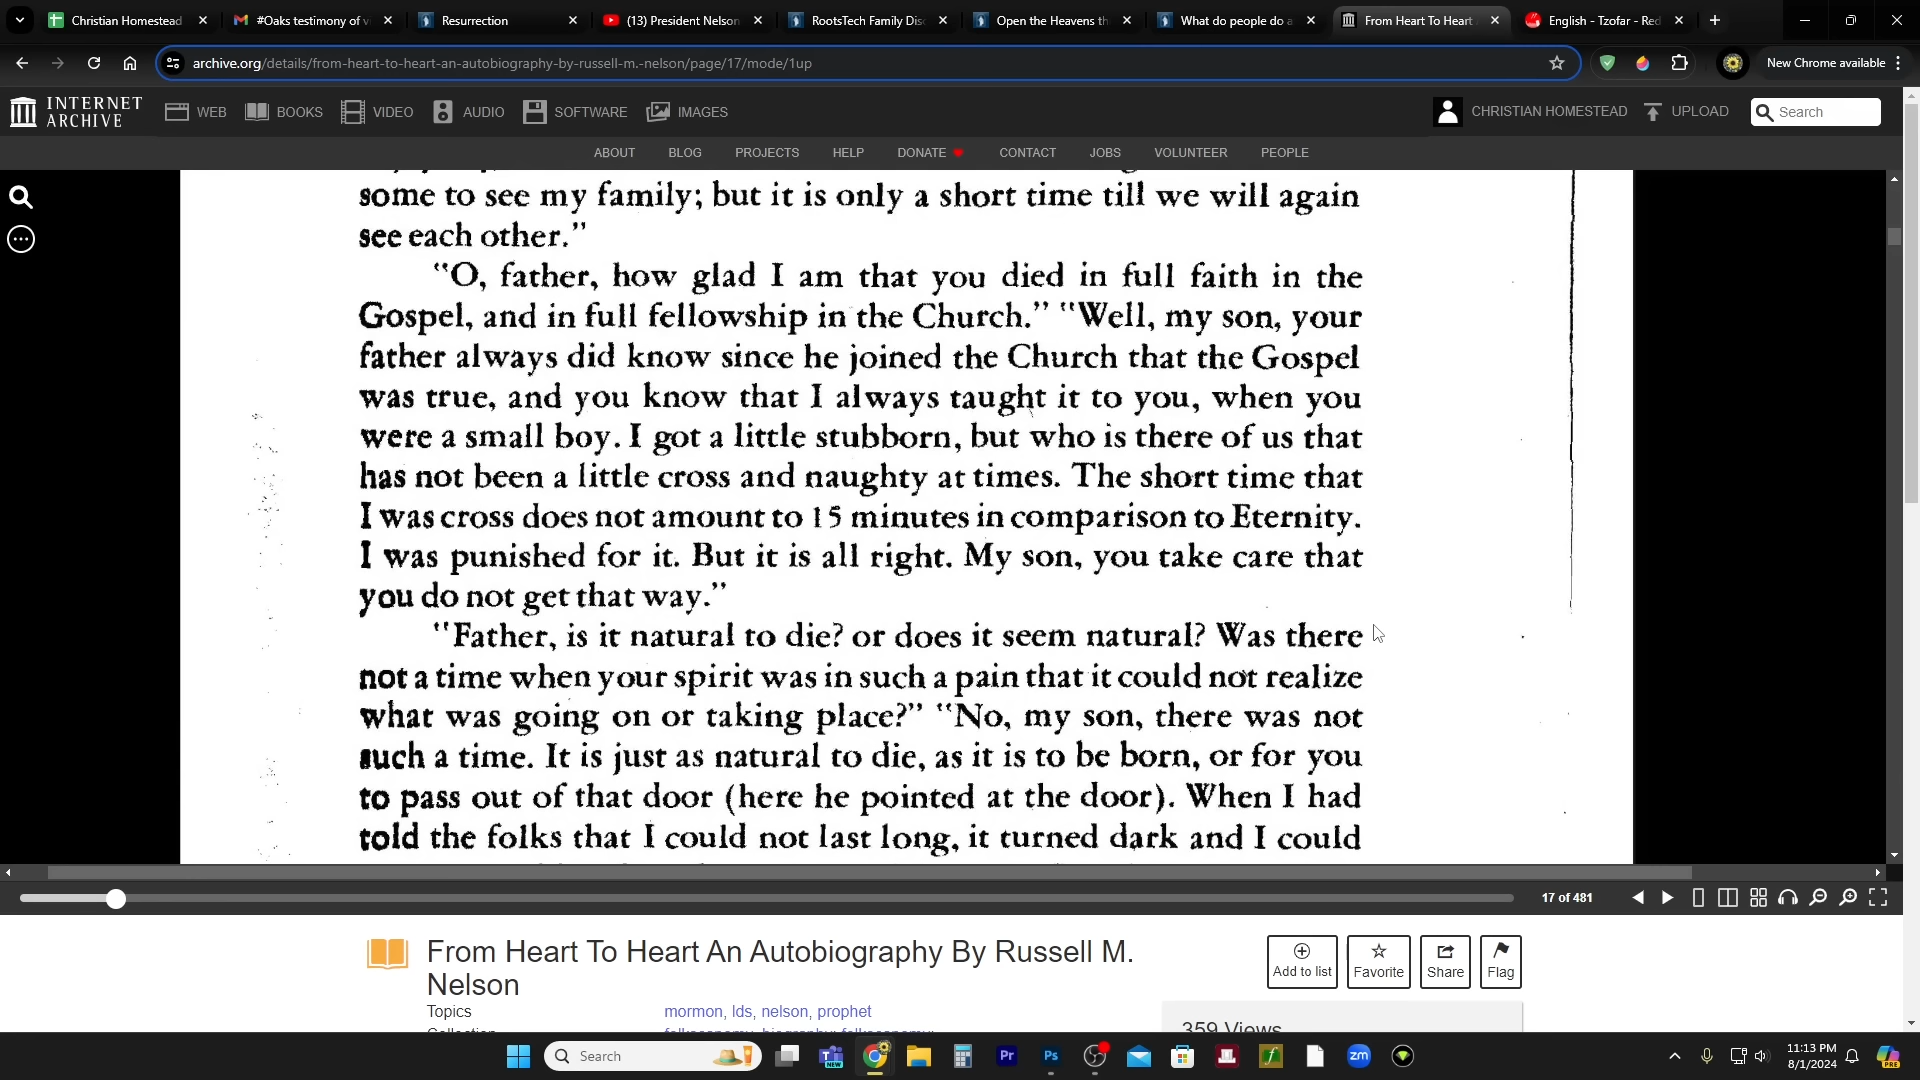 Christian Homestead
#Oaks testimony of
Resurrection
(13) President Nelson
RootsTech Family Dis
Open the Heavens th
What do people do a
From Heart To Heart
English - Tzofar - Red
archive.org/details/from-heart-to-heart-an-autobiography-by-russell-m.-nelson/page/17/mode/1up
New Chrome available
INTERNET ARCHIVE
WEB
BOOKS
VIDEO
AUDIO
SOFTWARE
IMAGES
CHRISTIAN HOMESTEAD
UPLOAD
Search
ABOUT
BLOG
PROJECTS
HELP
DONATE
CONTACT
JOBS
VOLUNTEER
PEOPLE
some to see my family; but it is only a short time till we will again
see each other."
"O, father, how glad I am that you died in full faith in the
Gospel, and in full fellowship in the Church." "Well, my son, your
father always did know since he joined the Church that the Gospel
was true, and you know that I always taught it to you, when you
were a small boy. I got a little stubborn, but who is there of us that
has not been a little cross and naughty at times. The short time that
I was cross does not amount to 15 minutes in comparison to Eternity.
I was punished for it. But it is all right. My son, you take care that
you do not get that way."
"Father, is it natural to die? or does it seem natural? Was there
not a time when your spirit was in such a pain that it could not realize
what was going on or taking place?" "No, my son, there was not
such a time. It is just as natural to die, as it is to be born, or for you
to pass out of that door (here he pointed at the door). When I had
told the folks that I could not last long, it turned dark and I could
17 of 481
From Heart To Heart An Autobiography By Russell M.
Nelson
Add to list
Favorite
Share
Flag
Topics
mormon, lds, nelson, prophet
359 Views
Search
NEW
Pr
Ps
zm
11:13 PM
8/1/2024
PRE